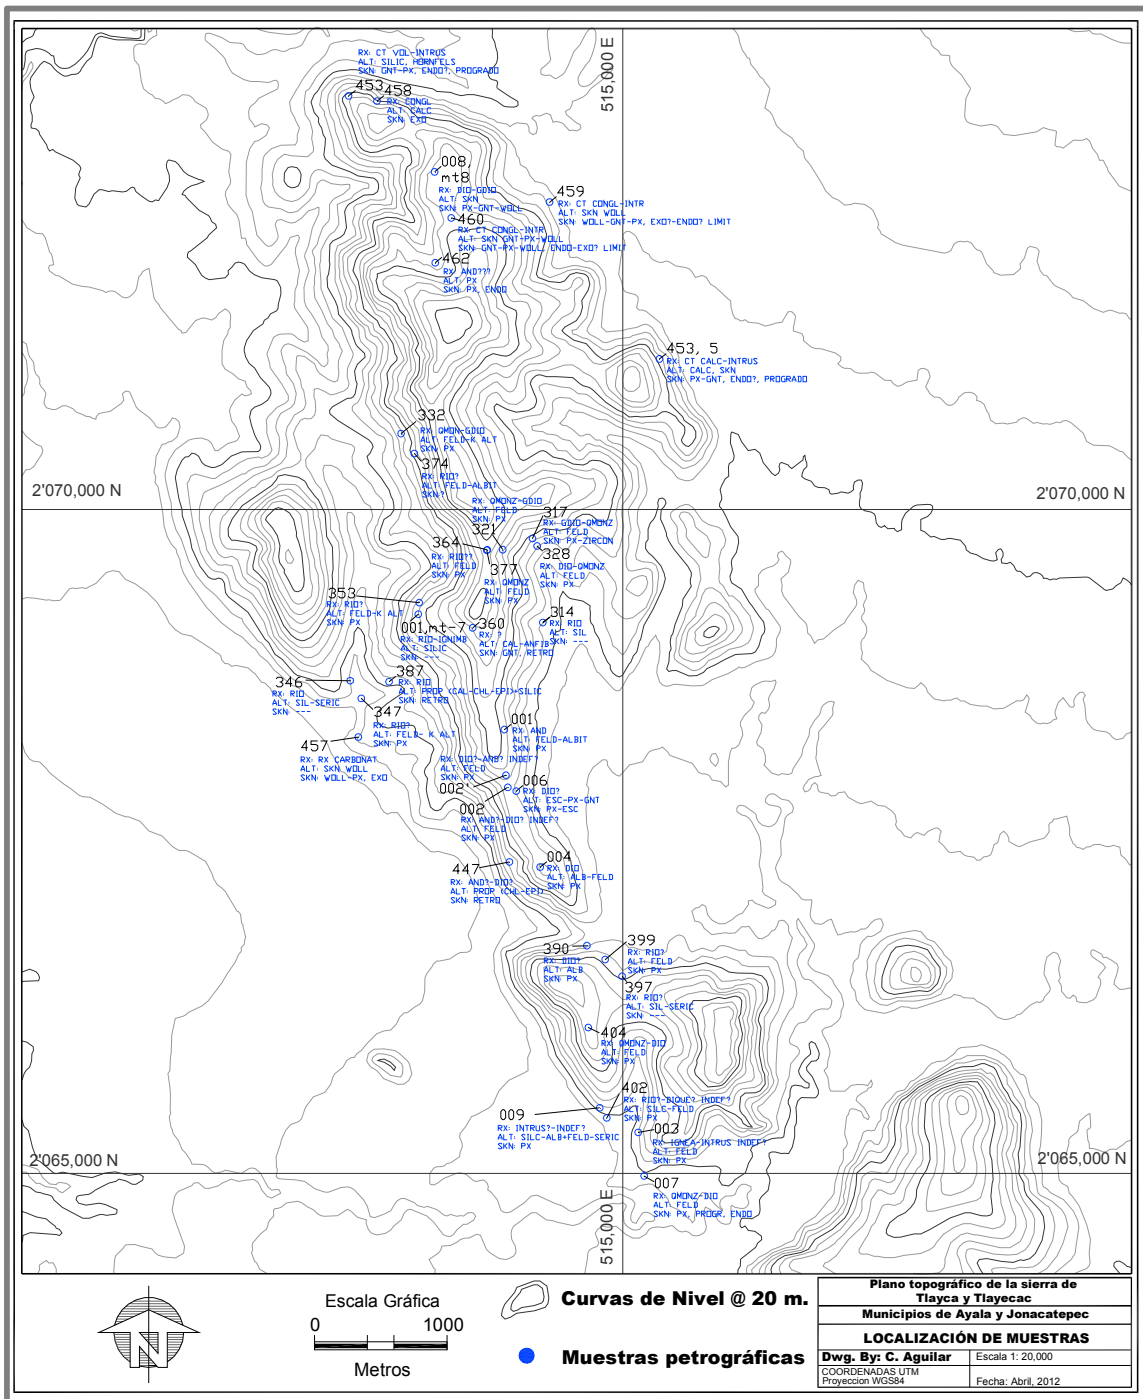 RX: CT VOL-INTRUS
ALT: SILIC, HORNFELS
SKN: GNT-PX, ENDO?, PROGRADO
453
458
RX: CONGL
ALT: CALC
SKN: EXO
515,000 E
008,
mt8
RX: DIO-GDIO
ALT: SKN
SKN: PX-GNT-WOLL
459
RX: CT CONGL-INTR
ALT: SKN WOLL
SKN: WOLL-GNT-PX, EXO?-ENDO? LIMIT
460
RX: CT CONGL-INTR
ALT: SKN GNT-PX-WOLL
SKN: GNT-PX-WOLL, ENDO-EXO? LIMIT
462
RX: AND???
ALT: PX
SKN: PX, ENDO
453, 5
RX: CT CALC-INTRUS
ALT: CALC, SKN
SKN: PX-GNT, ENDO?, PROGRADO
332
RX: QMON-GDIO
ALT: FELD-K ALT
SKN: PX
374
RX: RIO?
ALT: FELD-ALBIT
SKN:?
2'070,000 N
2'070,000 N
RX: QMONZ-GDIO
ALT: FELD
SKN: PX
321
317
RX: GDIO-QMONZ
ALT: FELD
SKN: PX-ZIRCON
364
RX: RIO??
ALT: FELD
SKN: PX
328
RX: DIO-QMONZ
ALT: FELD
SKN: PX
377
RX: QMONZ
ALT: FELD
SKN: PX
353
RX: RIO?
ALT: FELD-K ALT
SKN: PX
001,mt-7
RX: RIO-IGNIMB
ALT: SILIC
SKN: ---
360
RX: ?
ALT: CAL-ANFIB
SKN: GNT, RETRO
314
RX: RIO
ALT: SIL
SKN: ---
346
RX: RIO
ALT: SIL-SERIC
SKN: ---
387
RX: RIO
ALT: PROP (CAL-CHL-EPI)+SILIC
SKN: RETRO
347
RX: RIO?
ALT: FELD- K ALT
SKN: PX
457
RX: RX CARBONAT
ALT: SKN WOLL
SKN: WOLL-PX, EXO
001
RX: AND
ALT: FELD-ALBIT
SKN: PX
RX: DIO?-AND? INDEF?
ALT: FELD
SKN: PX
002'
006
RX: DIO?
ALT: ESC-PX-GNT
SKN: PX-ESC
002
RX: AND?-DIO? INDEF?
ALT: FELD
SKN: PX
447
RX: AND?-DIO?
ALT: PROP (CHL-EPI)
SKN: RETRO
004
RX: DIO
ALT: ALB-FELD
SKN: PX
390
RX: DIO?
ALT: ALB
SKN: PX
399
RX: RIO?
ALT: FELD
SKN: PX
397
RX: RIO?
ALT: SIL-SERIC
SKN: ---
404
RX: QMONZ-DIO
ALT: FELD
SKN: PX
402
RX: RIO?-DIQUE? INDEF?
ALT: SILC-FELD
SKN: PX
009
RX: INTRUS?-INDEF?
ALT: SILC-ALB+FELD-SERIC
SKN: PX
003
RX: IGNEA-INTRUS INDEF?
ALT: FELD
SKN: PX
2'065,000 N
2'065,000 N
007
RX: QMONZ-DIO
ALT: FELD
SKN: PX, PROGR, ENDO
515,000 E
N
Escala Gráfica
0 1000
Metros
Curvas de Nivel @ 20 m.
Muestras petrográficas
Plano topográfico de la sierra de
Tlayca y Tlayecac
Municipios de Ayala y Jonacatepec
LOCALIZACIÓN DE MUESTRAS
Dwg. By: C. Aguilar
Escala 1: 20,000
COORDENADAS UTM
Proyeccion WGS84
Fecha: Abril, 2012